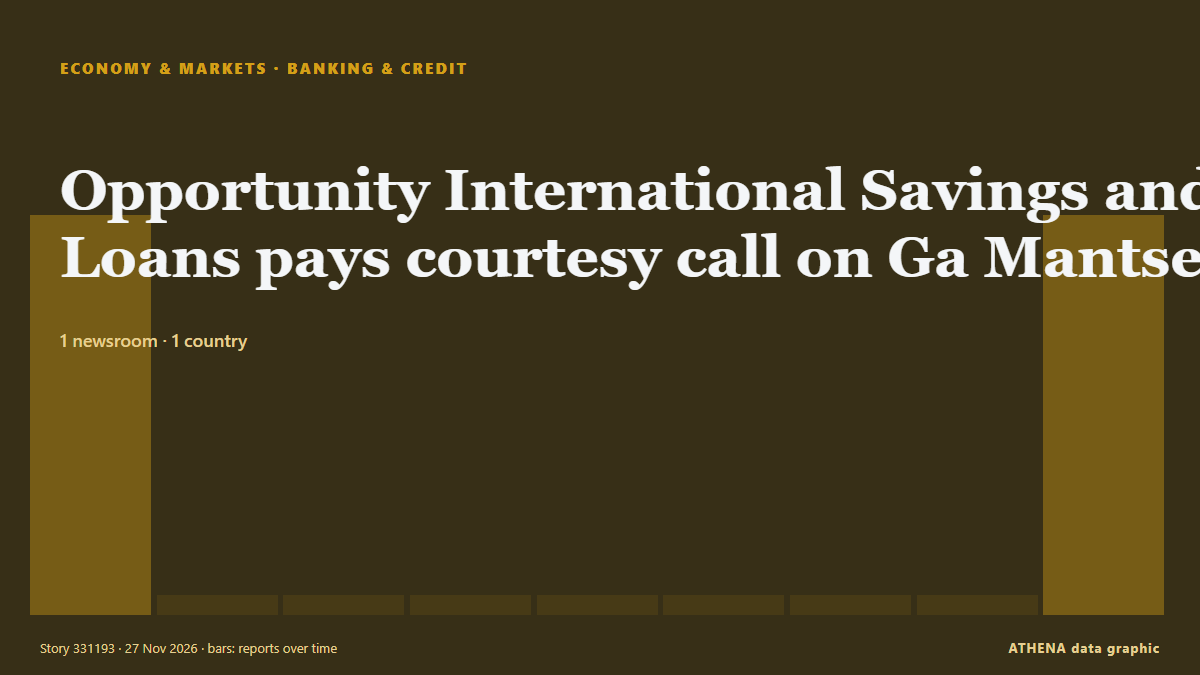 ECONOMY & MARKETS · BANKING & CREDIT
Opportunity International Savings and
Loans pays courtesy call on Ga Mantse
1 newsroom · 1 country
Story 331193 · 27 Nov 2026 · bars: reports over time
ATHENA data graphic